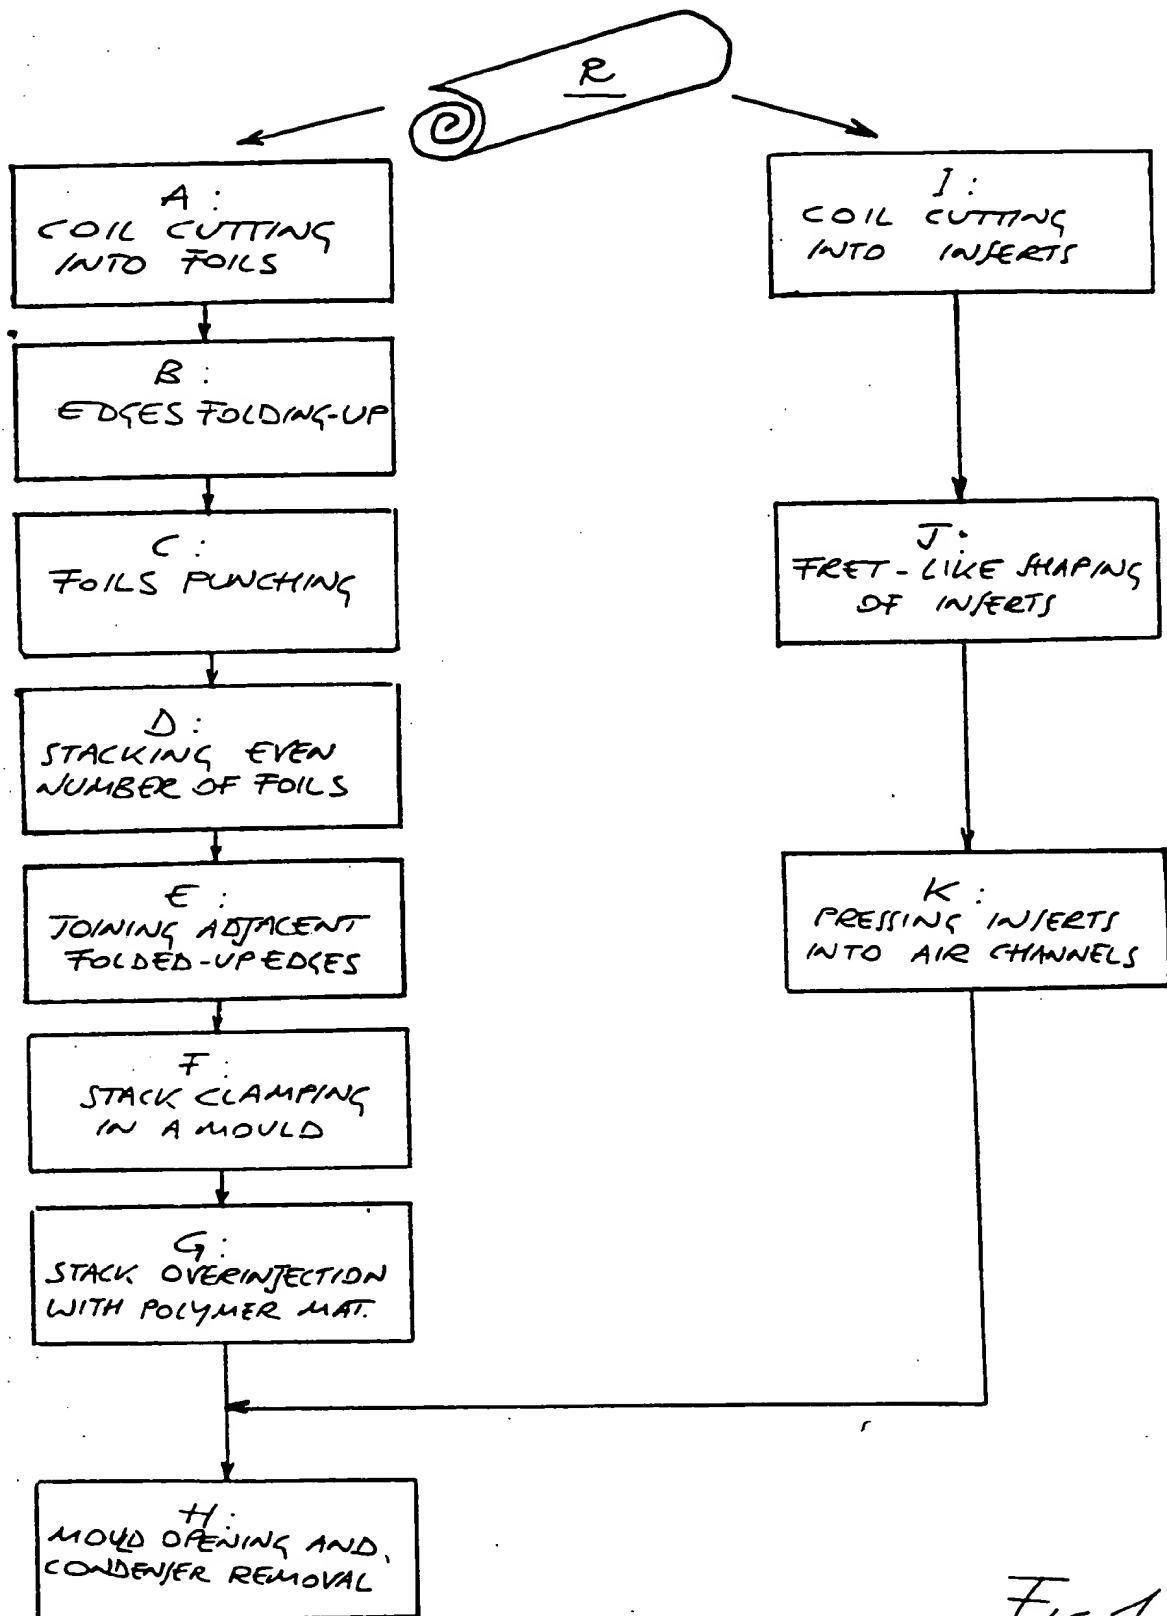 R
A :
COIL CUTTING
INTO FOILS
B :
EDGES FOLDING-UP
C :
FOILS PUNCHING
D :
STACKING EVEN
NUMBER OF FOILS
E :
JOINING ADJACENT
FOLDED-UP EDGES
F :
STACK CLAMPING
IN A MOULD
G :
STACK OVERINJECTION
WITH POLYMER MAT.
H :
MOULD OPENING AND
CONDENSER REMOVAL
I :
COIL CUTTING
INTO INSERTS
J :
FRET-LIKE SHAPING
OF INSERTS
K :
PRESSING INSERTS
INTO AIR CHANNELS
Fig 1